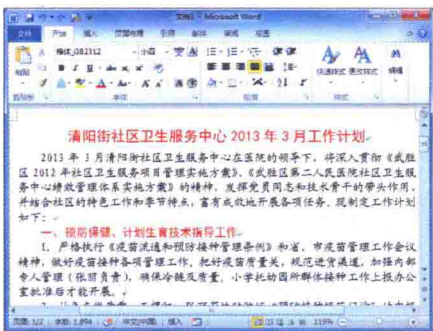 文档1 - Microsoft Word
文件 开始 插入 页面布局 引用 邮件 审阅 视图
楷体_GB2312 小四
粘贴 快速样式 更改样式 编辑
剪贴板 字体 段落 样式
清阳街社区卫生服务中心 2013 年 3 月工作计划
2013 年 3 月清阳街社区卫生服务中心在医院的领导下，将深入贯彻《武胜
区 2012 年社区卫生服务项目管理实施方案》、《武胜区第二人民医院社区卫生服
务中心绩效管理体系实施方案》的精神，发挥党员同志和技术骨干的带头作用，
并结合社区的特色工作和季节特点，富有成效地开展各项任务。现制定工作计划
如下：
一、预防保健、计划生育技术指导工作
1. 严格执行《疫苗流通和预防接种管理条例》和省、市疫苗管理工作会议
精神，做好疫苗接种各项管理工作，把好疫苗质量关，规范进货渠道，加强内部
专人管理（张丽负责），确保冷链及质量，小学托幼园所群体接种工作上报办公
室批准后才能开展。
页面: 1/2 字数: 1,894 中文(中国) 插入 119%